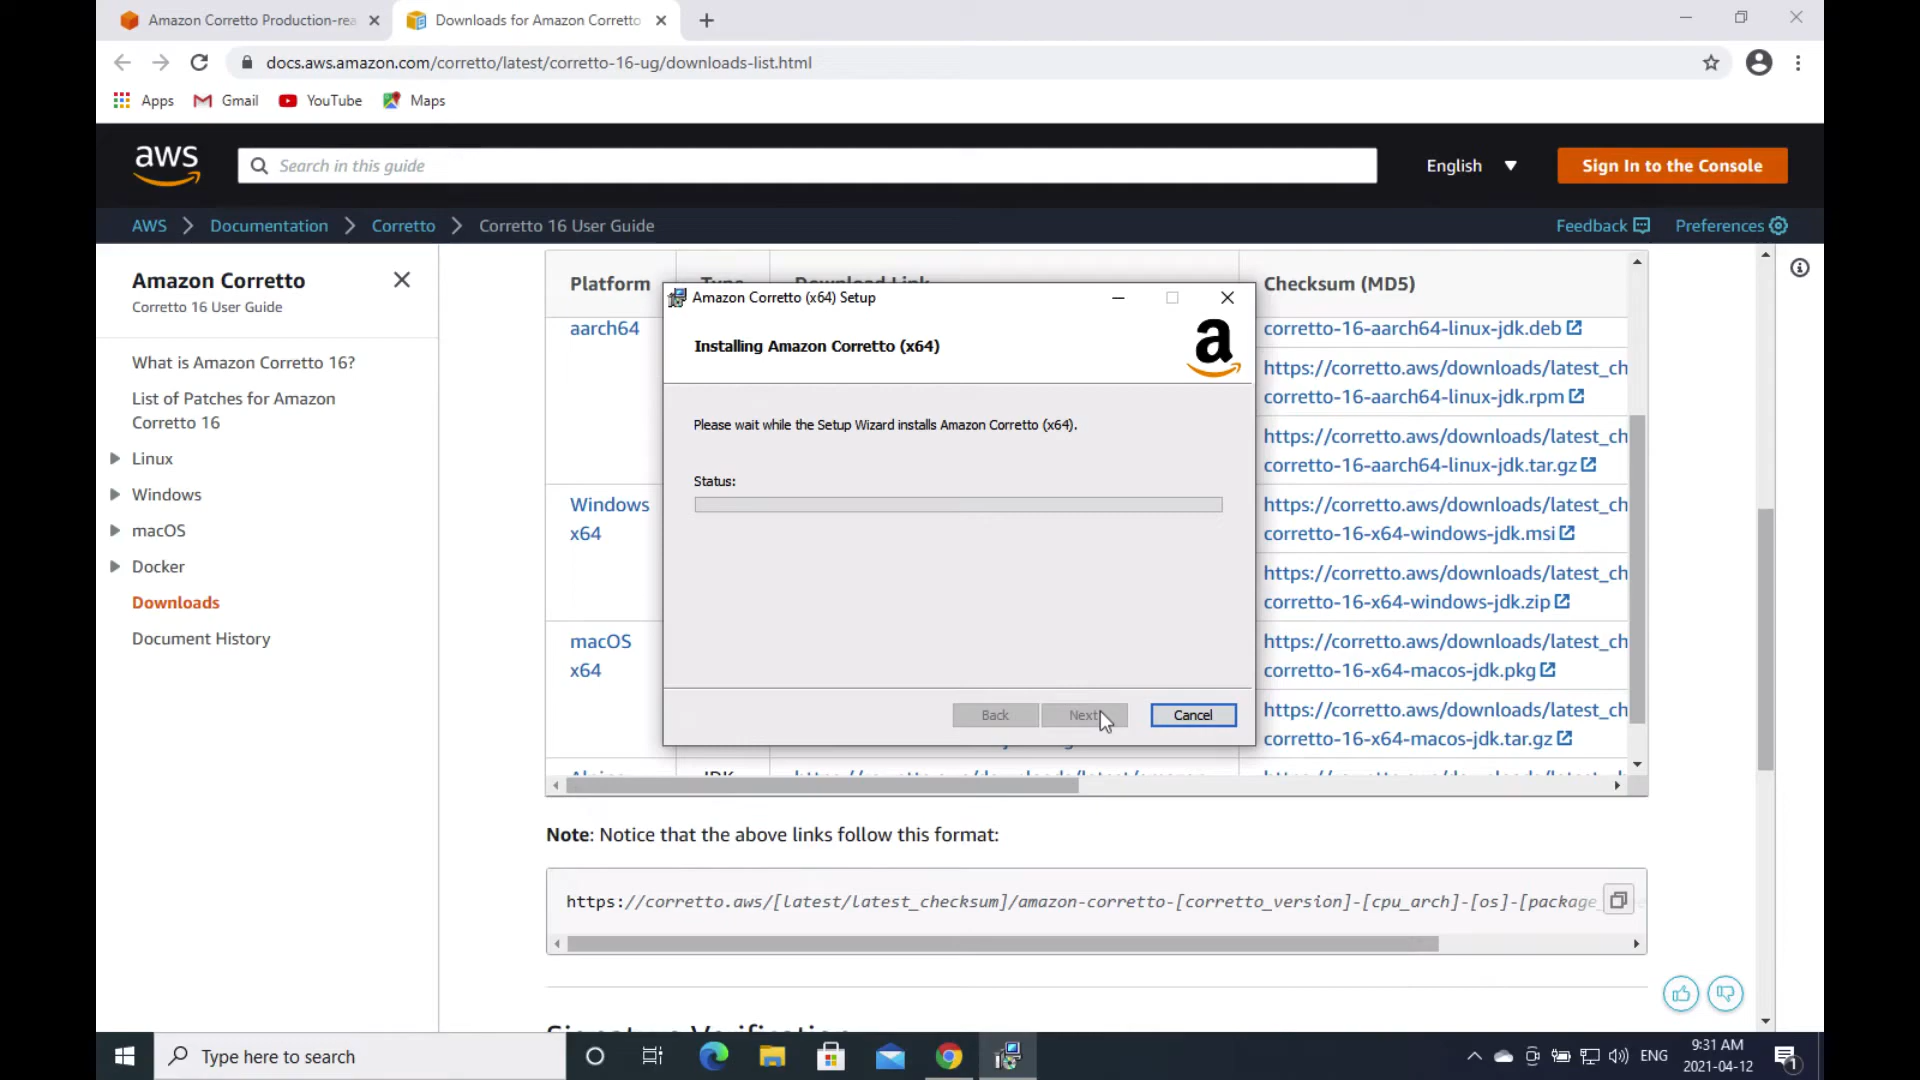 Amazon Corretto Production-rea
Downloads for Amazon Corretto
docs.aws.amazon.com/corretto/latest/corretto-16-ug/downloads-list.html
Apps
Gmail
YouTube
Maps
aws
Search in this guide
English
Sign In to the Console
AWS
Documentation
Corretto
Corretto 16 User Guide
Feedback
Preferences
Amazon Corretto
Corretto 16 User Guide
What is Amazon Corretto 16?
List of Patches for Amazon
Corretto 16
Linux
Windows
macOS
Docker
Downloads
Document History
Platform
Type
Download Link
Checksum (MD5)
aarch64
corretto-16-aarch64-linux-jdk.deb
https://corretto.aws/downloads/latest_ch
corretto-16-aarch64-linux-jdk.rpm
https://corretto.aws/downloads/latest_ch
corretto-16-aarch64-linux-jdk.tar.gz
Windows
x64
https://corretto.aws/downloads/latest_ch
corretto-16-x64-windows-jdk.msi
https://corretto.aws/downloads/latest_ch
corretto-16-x64-windows-jdk.zip
macOS
x64
https://corretto.aws/downloads/latest_ch
corretto-16-x64-macos-jdk.pkg
https://corretto.aws/downloads/latest_ch
corretto-16-x64-macos-jdk.tar.gz
Amazon Corretto (x64) Setup
Installing Amazon Corretto (x64)
a
Please wait while the Setup Wizard installs Amazon Corretto (x64).
Status:
Back
Next
Cancel
JDK
Note: Notice that the above links follow this format:
https://corretto.aws/[latest/latest_checksum]/amazon-corretto-[corretto_version]-[cpu_arch]-[os]-[package_
Signature Verification
Type here to search
ENG
9:31 AM
2021-04-12
1